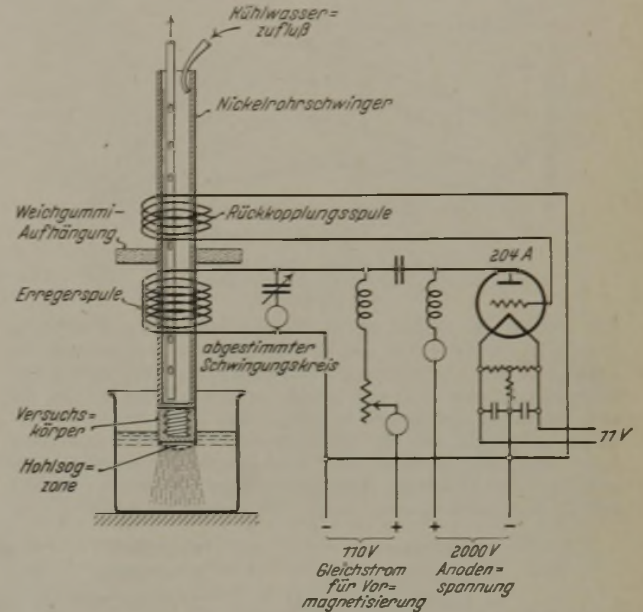 Kühlwasser=
zufluß
Nickelrohrschwinger
Weichgummi-
Aufhängung
Rückkopplungsspule
204 A
Erregerspule
abgestimmter
Schwingungskreis
Versuchs=
körper
Hohlsog=
zone
11 V
- + + -
110 V
Gleichstrom
für Vor=
magnetisierung
2000 V
Anoden=
spannung